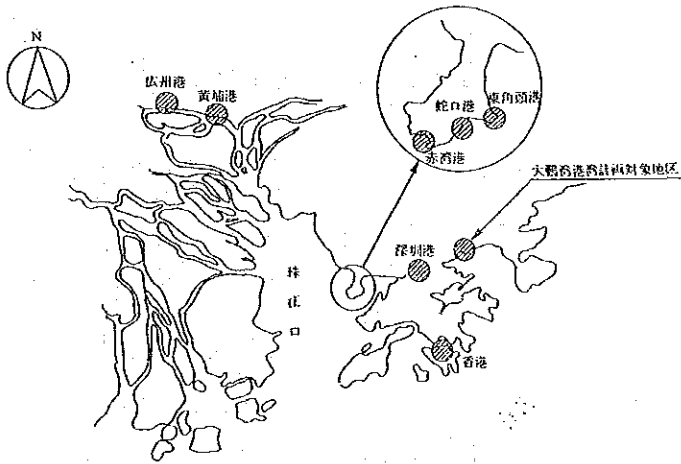 N
広州港
黄埔港
蛇口港
東角頭港
赤湾港
大鵬湾港湾計画対象地区
深圳港
珠江口
香港